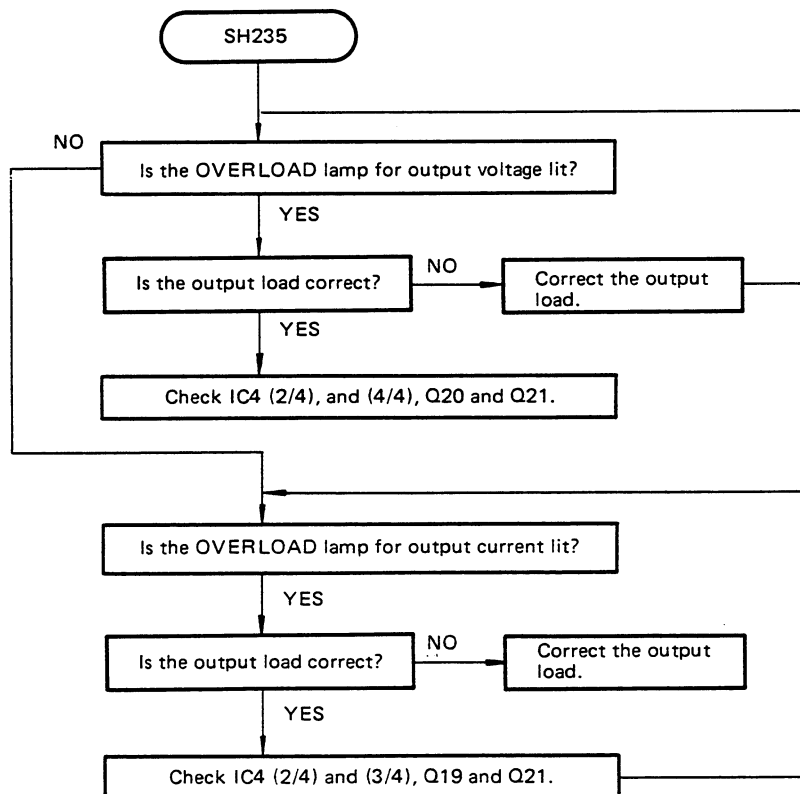 SH235
NO
Is the OVERLOAD lamp for output voltage lit?
YES
Is the output load correct?
NO
Correct the output
load.
YES
Check IC4 (2/4), and (4/4), Q20 and Q21.
Is the OVERLOAD lamp for output current lit?
YES
Is the output load correct?
NO
Correct the output
load.
YES
Check IC4 (2/4) and (3/4), Q19 and Q21.